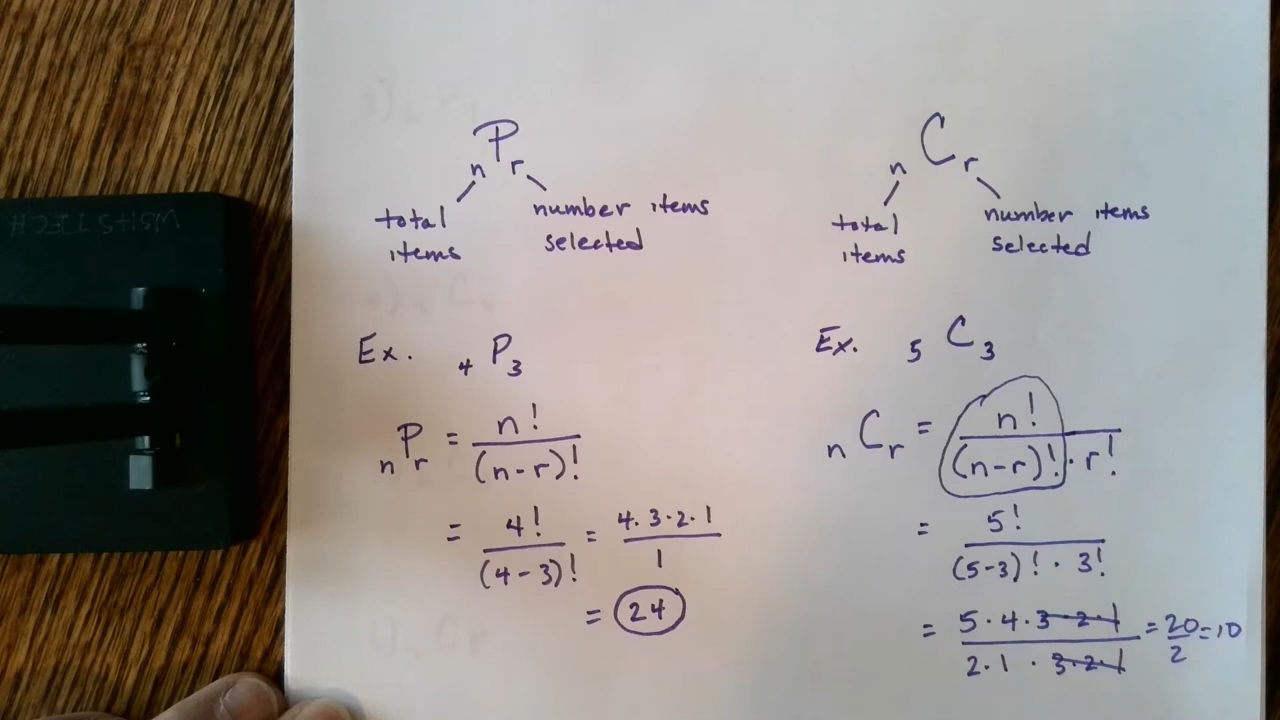 nPr
total items
number items selected
Ex. 4P3
nPr = n! / (n-r)!
= 4! / (4-3)! = 4·3·2·1 / 1
= 24
nCr
total items
number items selected
Ex. 5C3
nCr = n! / (n-r)!·r!
= 5! / (5-3)!·3!
= 5·4·3·2·1 / 2·1·3·2·1 = 20/2 = 10